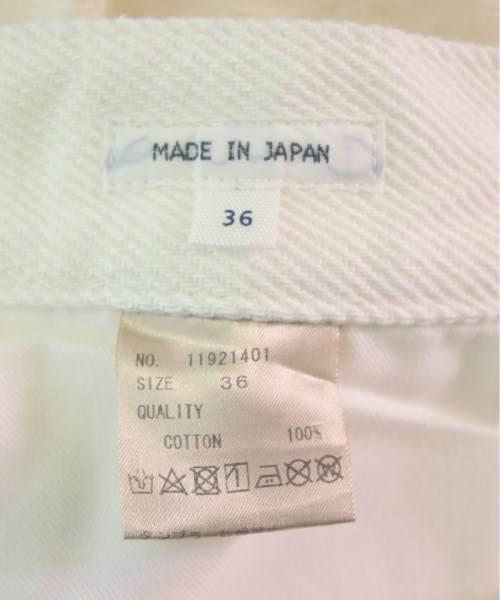 MADE IN JAPAN
36
NO. 11921401
SIZE 36
QUALITY
COTTON 100%